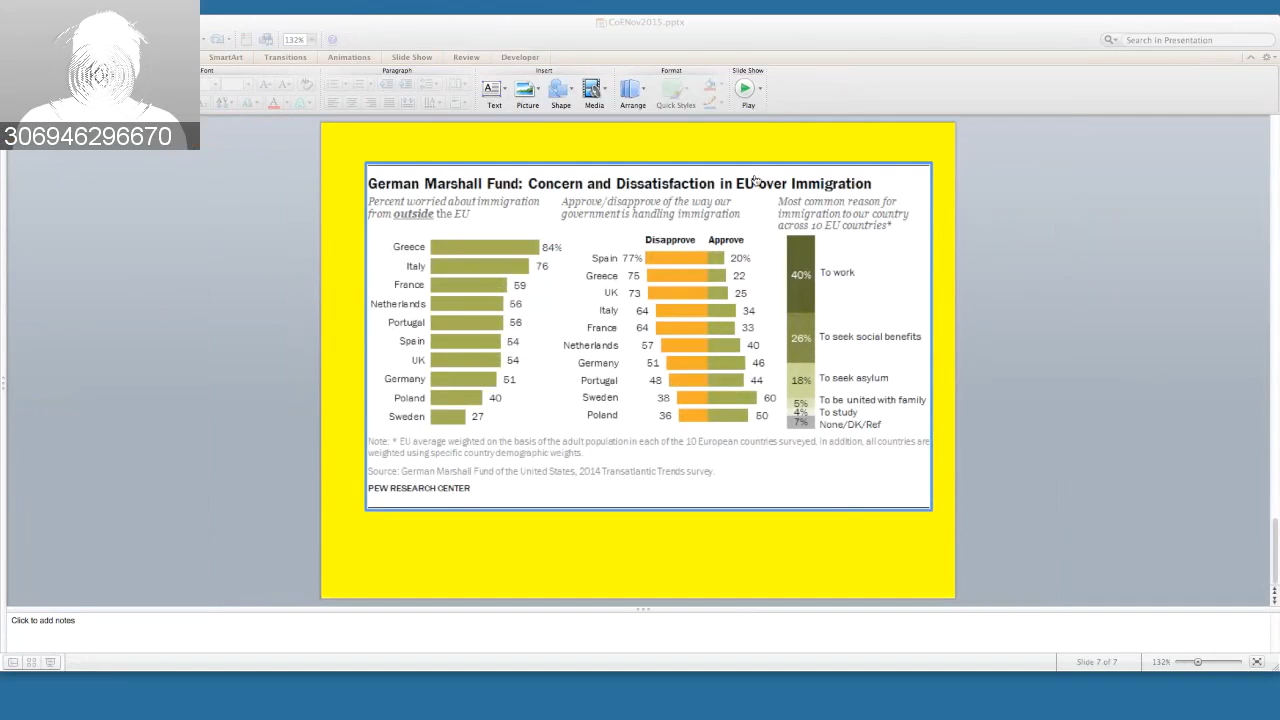 CoENov2015.pptx
132%
Search in Presentation
SmartArt Transitions Animations Slide Show Review Developer
Font Paragraph Insert Format Slide Show
Text Picture Shape Media Arrange Quick Styles Play
306946296670
German Marshall Fund: Concern and Dissatisfaction in EU over Immigration
Percent worried about immigration
from outside the EU
Greece 84%
Italy 76
France 59
Netherlands 56
Portugal 56
Spain 54
UK 54
Germany 51
Poland 40
Sweden 27
Approve/disapprove of the way our
government is handling immigration
Disapprove Approve
Spain 77% 20%
Greece 75 22
UK 73 25
Italy 64 34
France 64 33
Netherlands 57 40
Germany 51 46
Portugal 48 44
Sweden 38 60
Poland 36 50
Most common reason for
immigration to our country
across 10 EU countries*
40% To work
26% To seek social benefits
18% To seek asylum
5% To be united with family
4% To study
7% None/DK/Ref
Note: * EU average weighted on the basis of the adult population in each of the 10 European countries surveyed. In addition, all countries are
weighted using specific country demographic weights.
Source: German Marshall Fund of the United States, 2014 Transatlantic Trends survey.
PEW RESEARCH CENTER
Click to add notes
Slide 7 of 7
132%